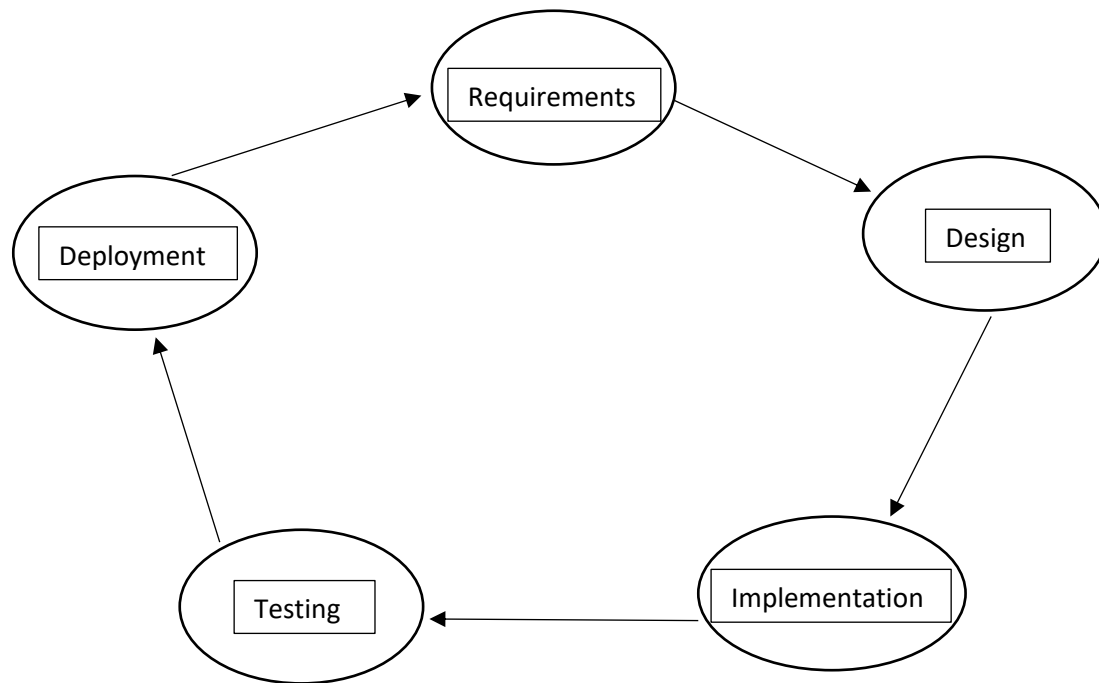 Requirements
Design
Implementation
Testing
Deployment